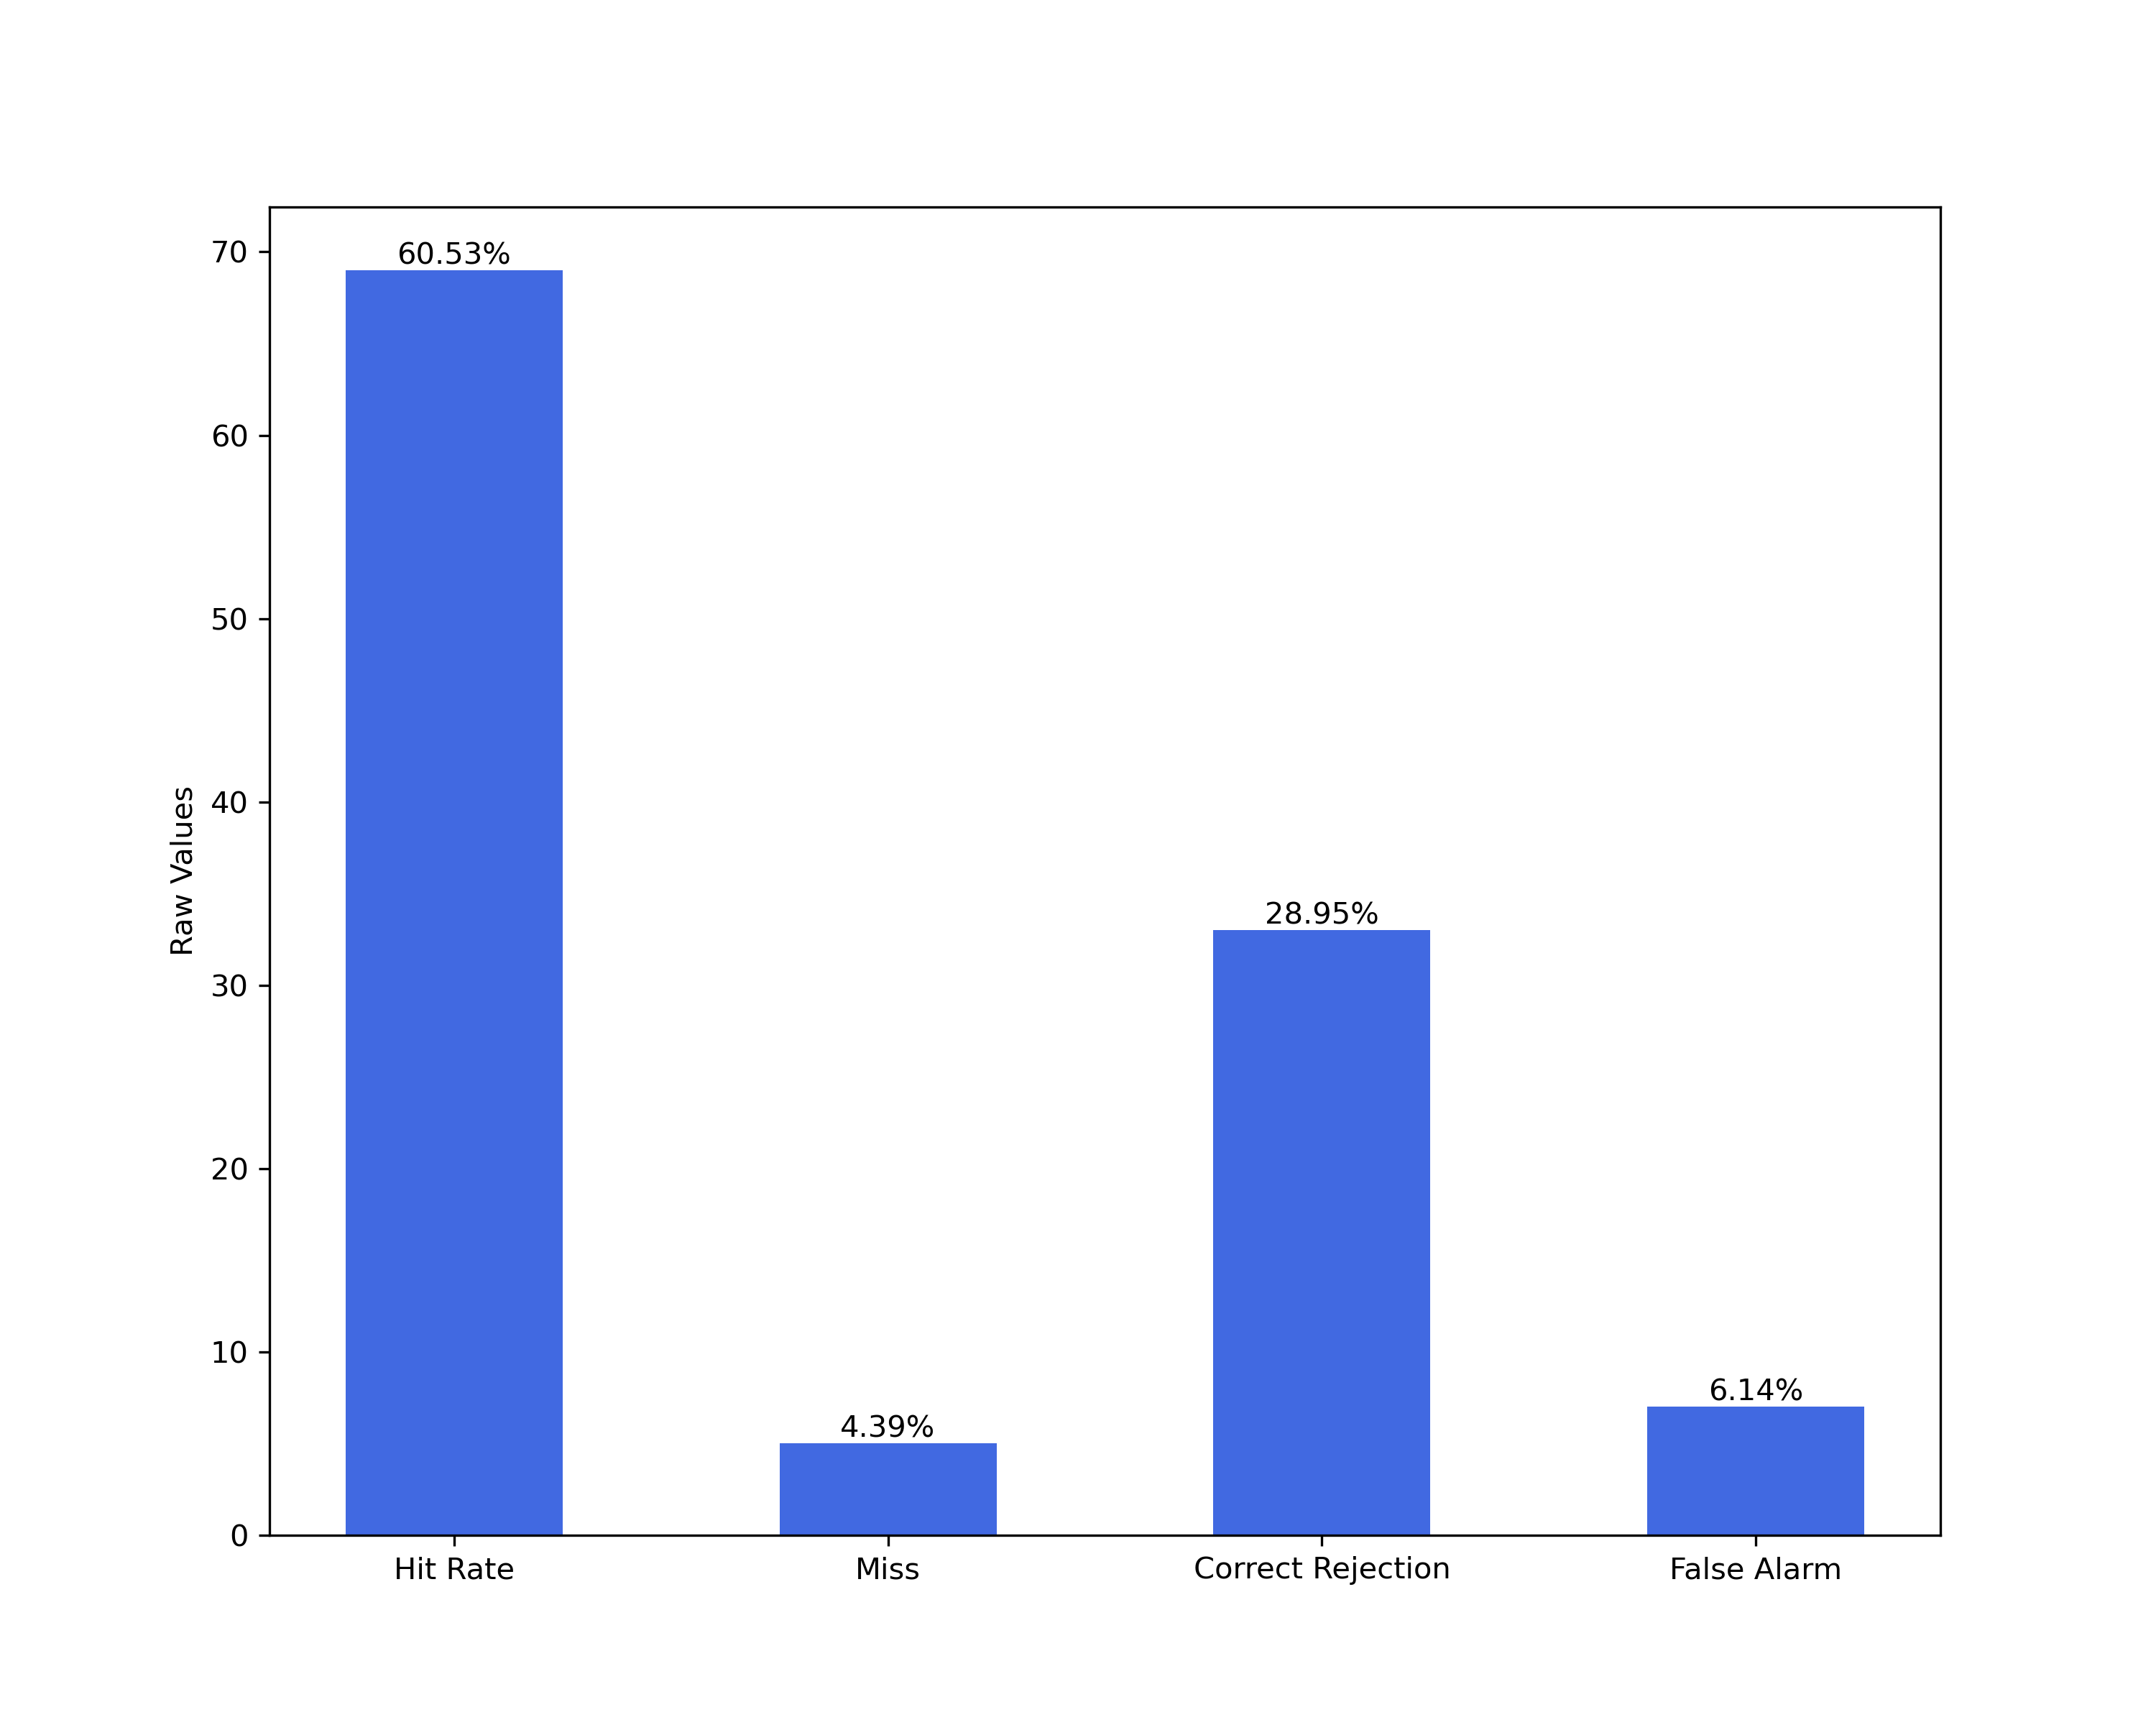 60.53%
4.39%
28.95%
6.14%
Raw Values
70
60
50
40
30
20
10
0
Hit Rate
Miss
Correct Rejection
False Alarm